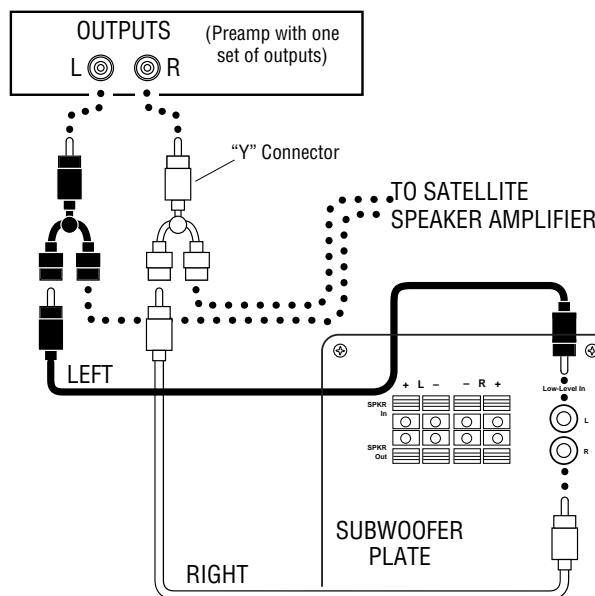 OUTPUTS
(Preamp with one
set of outputs)
L R
“Y” Connector
TO SATELLITE
SPEAKER AMPLIFIER
LEFT
+ L – – R +
Low-Level In
SPKR
In
L
SPKR
Out
R
SUBWOOFER
PLATE
RIGHT